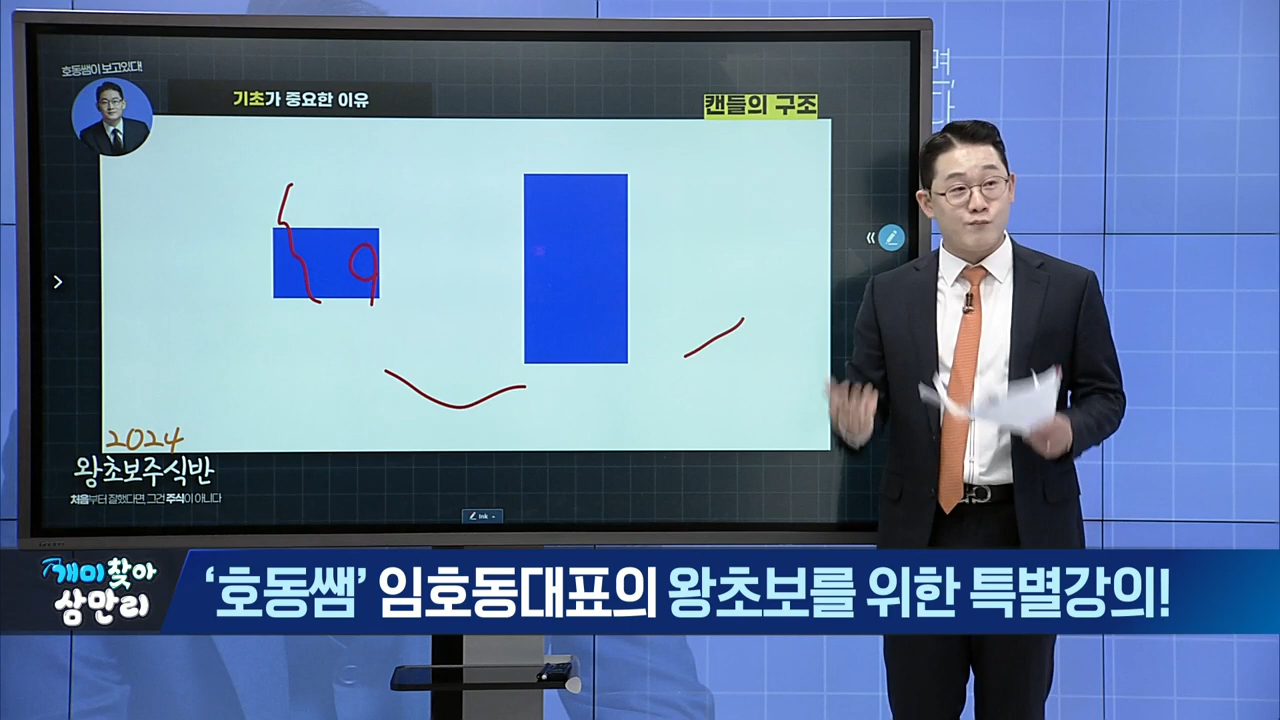 호동쌤이 보고있다!
기초가 중요한 이유
캔들의 구조
9
2024
왕초보주식반
처음부터 잘했다면, 그건 주식이 아니다
Ink
개미찾아
삼만리
‘호동쌤’ 임호동대표의 왕초보를 위한 특별강의!